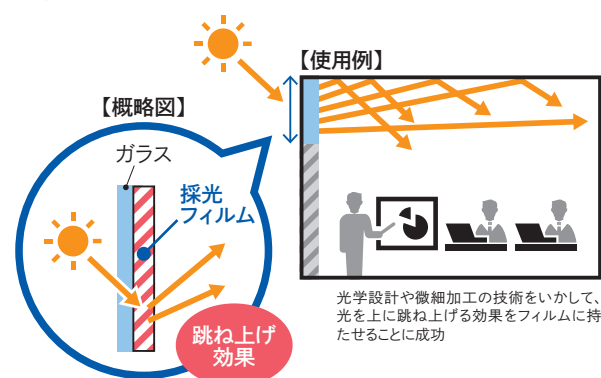 【使用例】
【概略図】
ガラス
採光
フィルム
跳ね上げ
効果
光学設計や微細加工の技術をいかして、
光を上に跳ね上げる効果をフィルムに持
たせることに成功